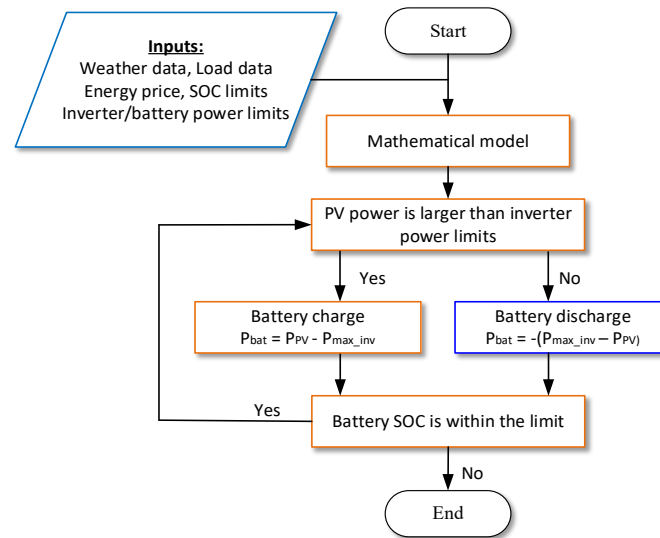 Start
Inputs:
Weather data, Load data
Energy price, SOC limits
Inverter/battery power limits
Mathematical model
PV power is larger than inverter
power limits
Yes
No
Battery charge
Pbat = PPV - Pmax_inv
Battery discharge
Pbat = -(Pmax_inv – PPV)
Yes
Battery SOC is within the limit
No
End